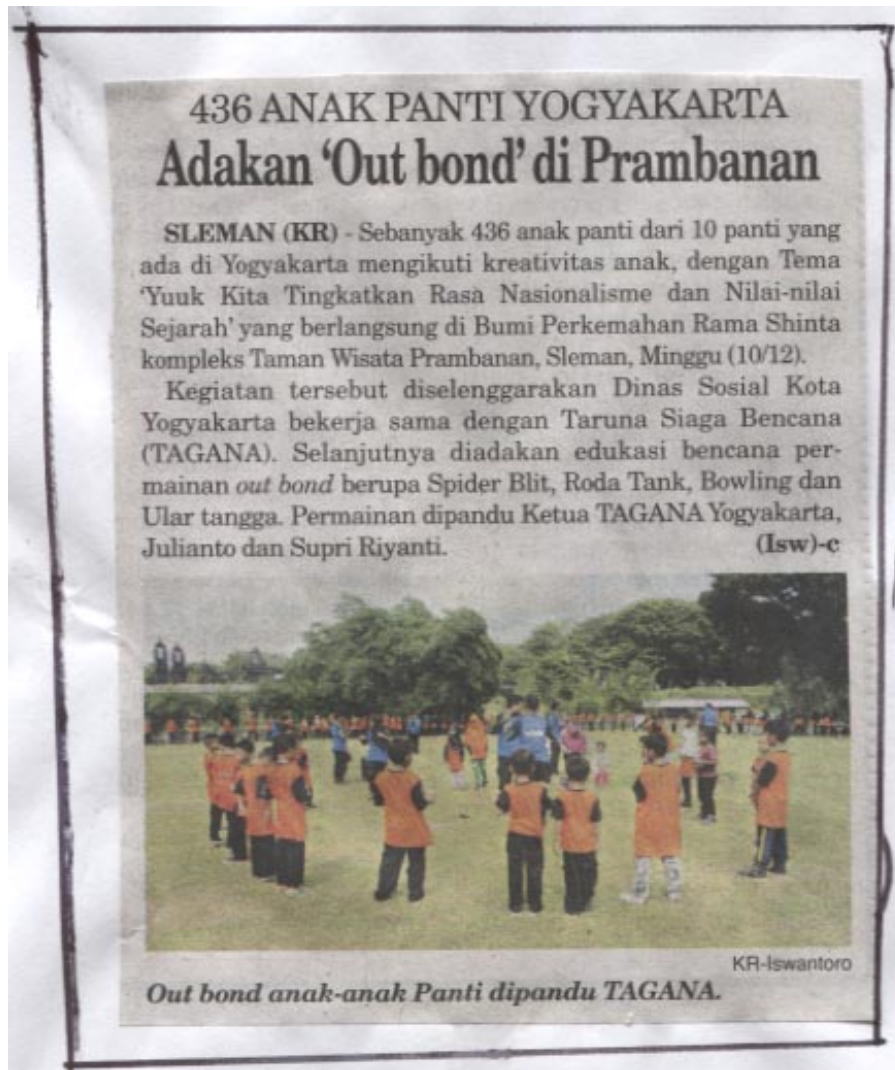 436 ANAK PANTI YOGYAKARTA
Adakan ‘Out bond’ di Prambanan
SLEMAN (KR) - Sebanyak 436 anak panti dari 10 panti yang
ada di Yogyakarta mengikuti kreativitas anak, dengan Tema
‘Yuuk Kita Tingkatkan Rasa Nasionalisme dan Nilai-nilai
Sejarah’ yang berlangsung di Bumi Perkemahan Rama Shinta
kompleks Taman Wisata Prambanan, Sleman, Minggu (10/12).
Kegiatan tersebut diselenggarakan Dinas Sosial Kota
Yogyakarta bekerja sama dengan Taruna Siaga Bencana
(TAGANA). Selanjutnya diadakan edukasi bencana per-
mainan out bond berupa Spider Blit, Roda Tank, Bowling dan
Ular tangga. Permainan dipandu Ketua TAGANA Yogyakarta,
Julianto dan Supri Riyanti. (Isw)-c
KR-Iswantoro
Out bond anak-anak Panti dipandu TAGANA.